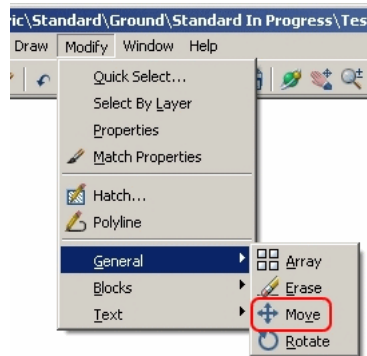 ric\Standard\Ground\Standard In Progress\Tes
Draw Modify Window Help
Quick Select...
Select By Layer
Properties
Match Properties
Hatch...
Polyline
General
Array
Blocks
Erase
Text
Move
Rotate